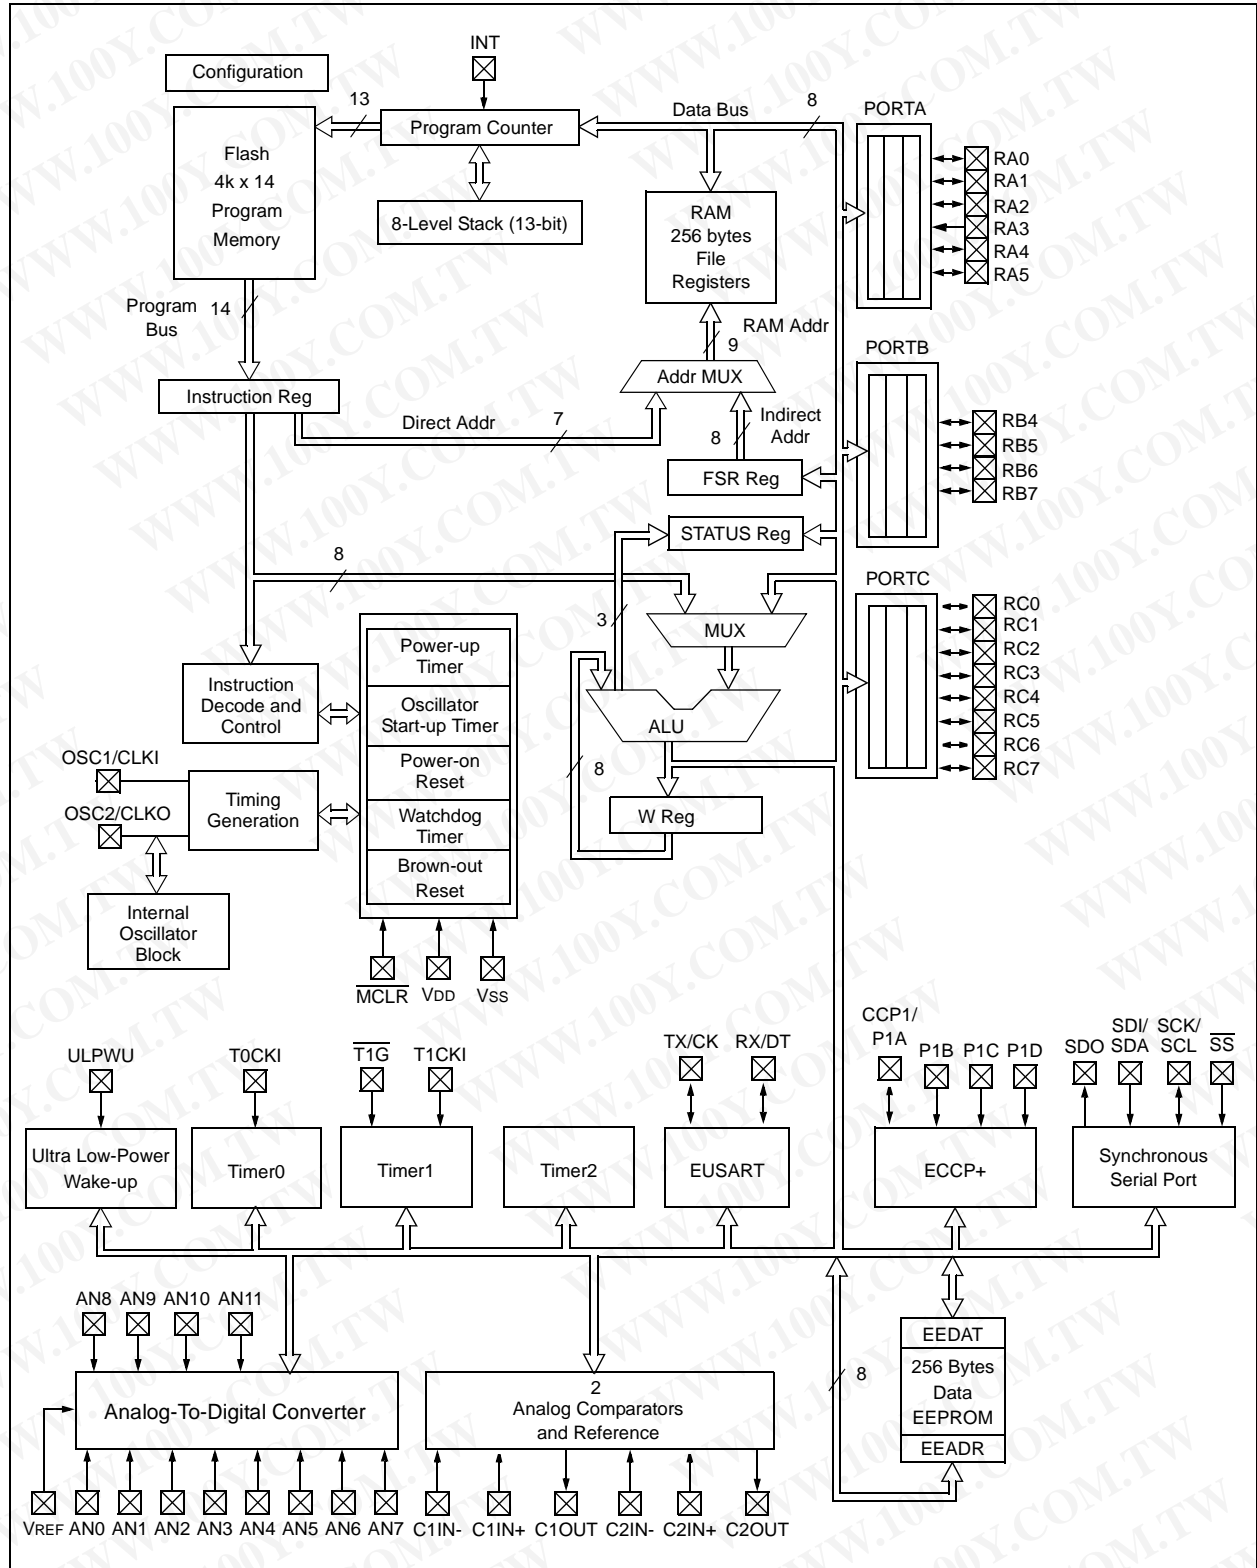 INT
Configuration
13
Data Bus
8
PORTA
Program Counter
Flash
4k x 14
Program
Memory
8-Level Stack (13-bit)
RAM
256 bytes
File
Registers
RA0
RA1
RA2
RA3
RA4
RA5
Program
Bus
14
RAM Addr
9
PORTB
Addr MUX
Instruction Reg
Direct Addr
7
Indirect
Addr
8
FSR Reg
RB4
RB5
RB6
RB7
STATUS Reg
8
PORTC
3
MUX
RC0
RC1
RC2
RC3
RC4
RC5
RC6
RC7
Power-up
Timer
Instruction
Decode and
Control
Oscillator
Start-up Timer
ALU
OSC1/CLKI
Power-on
Reset
8
OSC2/CLKO
Timing
Generation
Watchdog
Timer
W Reg
Brown-out
Reset
Internal
Oscillator
Block
MCLR
VDD
VSS
ULPWU
T0CKI
T1G
T1CKI
TX/CK
RX/DT
CCP1/
P1A
P1B
P1C
P1D
SDO
SDI/
SDA
SCK/
SCL
SS
Ultra Low-Power
Wake-up
Timer0
Timer1
Timer2
EUSART
ECCP+
Synchronous
Serial Port
AN8
AN9
AN10
AN11
EEDAT
256 Bytes
Data
EEPROM
EEADR
8
Analog-To-Digital Converter
2
Analog Comparators
and Reference
VREF
AN0
AN1
AN2
AN3
AN4
AN5
AN6
AN7
C1IN-
C1IN+
C1OUT
C2IN-
C2IN+
C2OUT
WWW.100Y.COM.TW